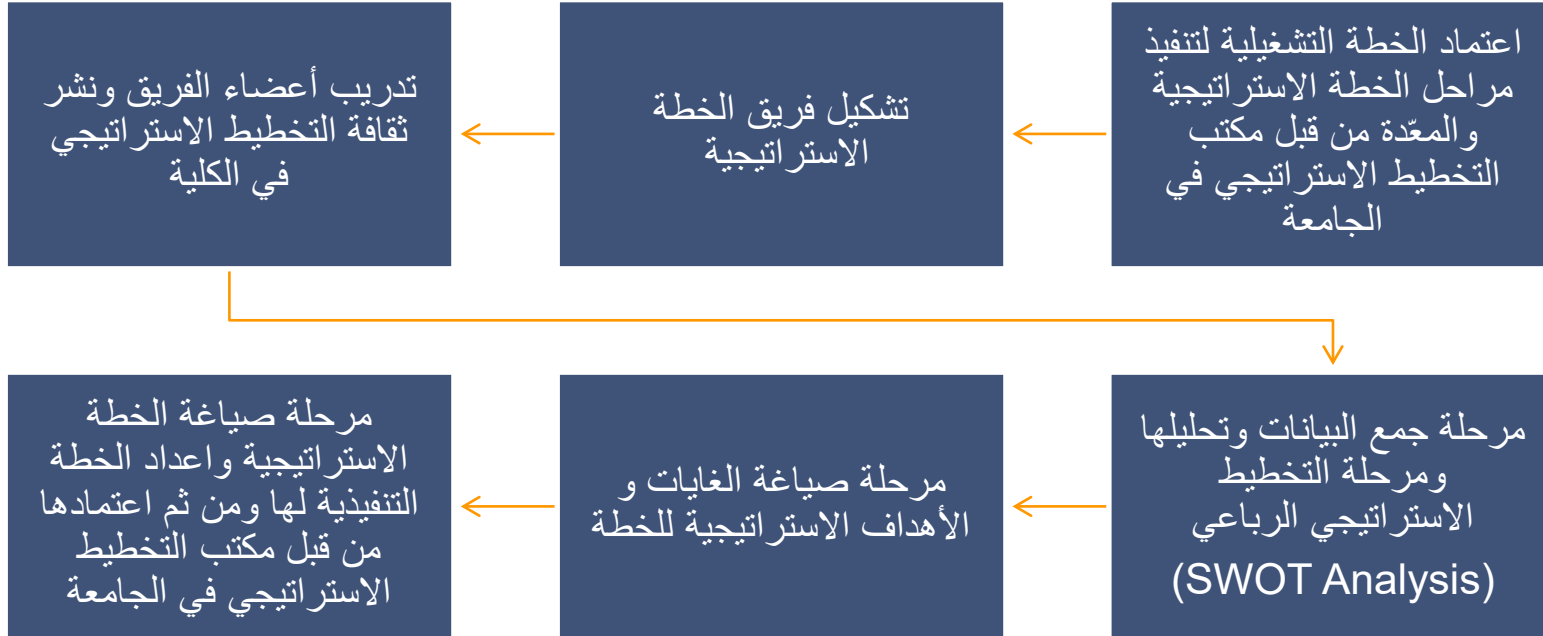 اعتماد الخطة التشغيلية لتنفيذ
مراحل الخطة الاستراتيجية
والمعّدة من قبل مكتب
التخطيط الاستراتيجي في
الجامعة
تشكيل فريق الخطة
الاستراتيجية
تدريب أعضاء الفريق ونشر
ثقافة التخطيط الاستراتيجي
في الكلية
مرحلة جمع البيانات وتحليلها
ومرحلة التخطيط
الاستراتيجي الرباعي
(SWOT Analysis)
مرحلة صياغة الغايات و
الأهداف الاستراتيجية للخطة
مرحلة صياغة الخطة
الاستراتيجية واعداد الخطة
التنفيذية لها ومن ثم اعتمادها
من قبل مكتب التخطيط
الاستراتيجي في الجامعة